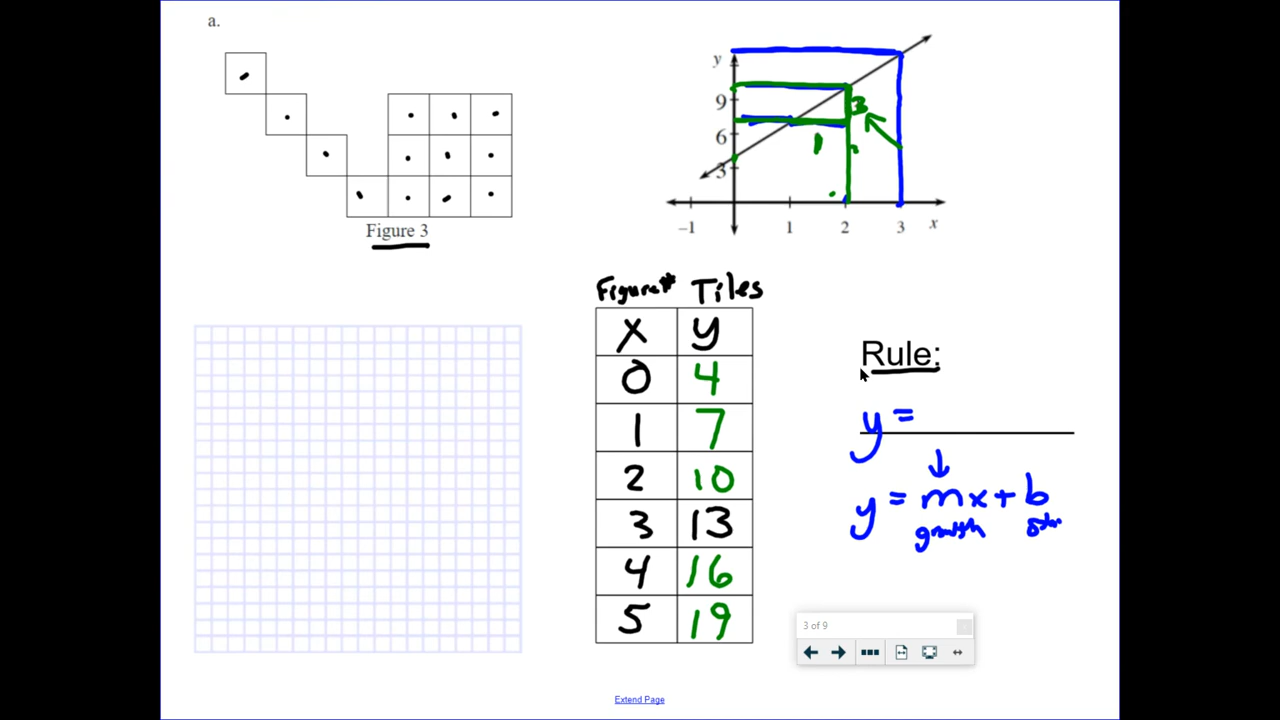 a.
Figure 3
y
9
6
3
-1
1
2
3
x
3
1
Figure# Tiles
x y
0 4
1 7
2 10
3 13
4 16
5 19
Rule:
y =
y = mx + b
growth
3 of 9
Extend Page